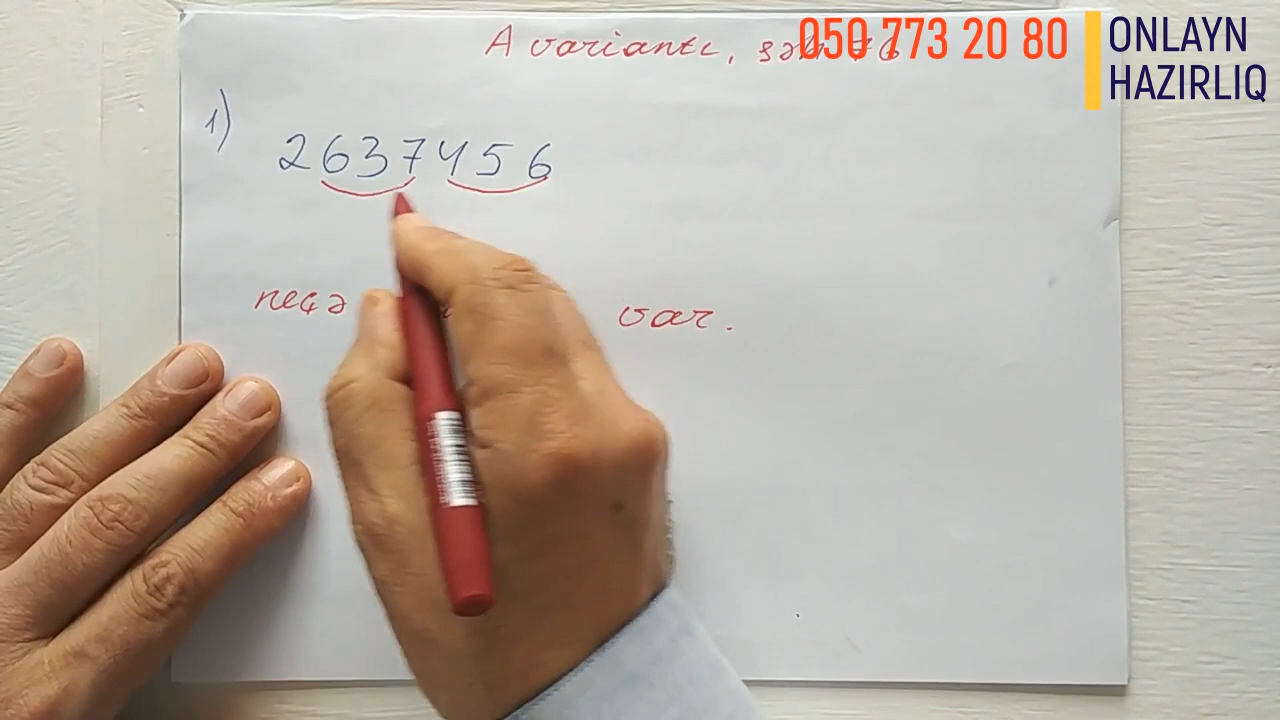 A variantı,
050 773 20 80
ONLAYN
HAZIRLIQ
1)
2637456
neçə var.